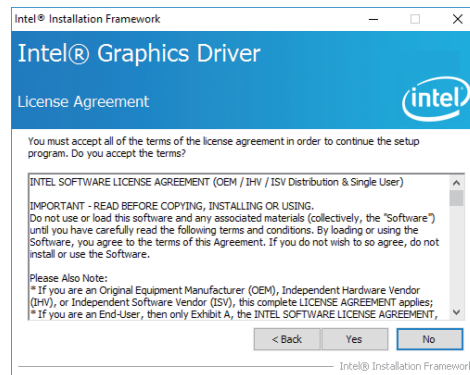 Intel® Installation Framework
Intel® Graphics Driver
License Agreement
intel
You must accept all of the terms of the license agreement in order to continue the setup
program. Do you accept the terms?
INTEL SOFTWARE LICENSE AGREEMENT (OEM / IHV / ISV Distribution & Single User)
IMPORTANT - READ BEFORE COPYING, INSTALLING OR USING.
Do not use or load this software and any associated materials (collectively, the "Software")
until you have carefully read the following terms and conditions. By loading or using the
Software, you agree to the terms of this Agreement. If you do not wish to so agree, do not
install or use the Software.
Please Also Note:
* If you are an Original Equipment Manufacturer (OEM), Independent Hardware Vendor
(IHV), or Independent Software Vendor (ISV), this complete LICENSE AGREEMENT applies;
* If you are an End-User, then only Exhibit A, the INTEL SOFTWARE LICENSE AGREEMENT,
< Back Yes No
Intel® Installation Framework